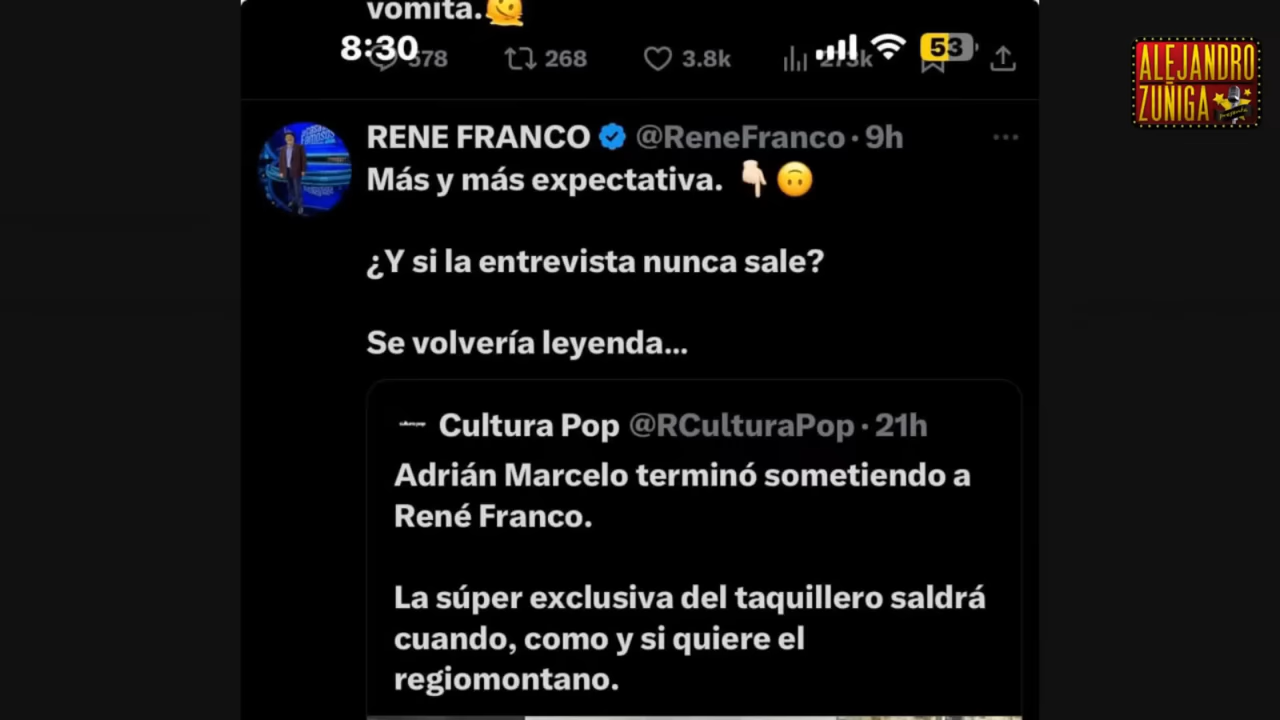 vomita.🫠
8:30
578
268
3.8k
53
RENE FRANCO @ReneFranco · 9h
Más y más expectativa. 👇🏻🙃
¿Y si la entrevista nunca sale?
Se volvería leyenda...
Cultura Pop @RCulturaPop · 21h
Adrián Marcelo terminó sometiendo a
René Franco.
La súper exclusiva del taquillero saldrá
cuando, como y si quiere el
regiomontano.
ALEJANDRO
ZUÑIGA